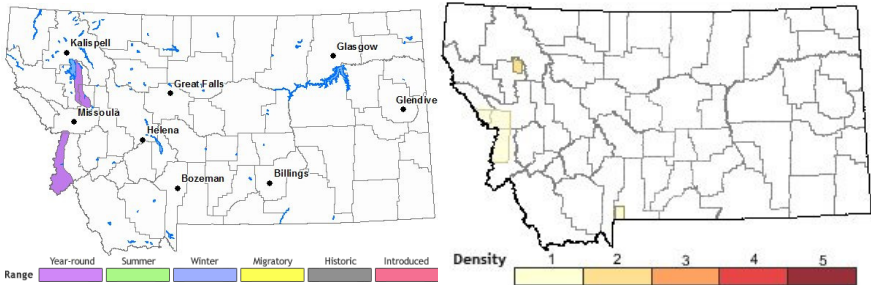 Kalispell
Glasgow
Great Falls
Glendive
Missoula
Helena
Bozeman
Billings
Range Year-round Summer Winter Migratory Historic Introduced
Density 1 2 3 4 5